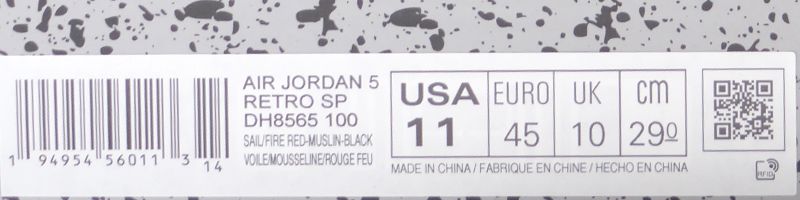 AIR JORDAN 5
RETRO SP
DH8565 100
SAIL/FIRE RED-MUSLIN-BLACK
VOILE/MOUSSELINE/ROUGE FEU
1 94954 56011 3 14
USA EURO UK cm
11 45 10 29º
MADE IN CHINA / FABRIQUE EN CHINE / HECHO EN CHINA
RFID